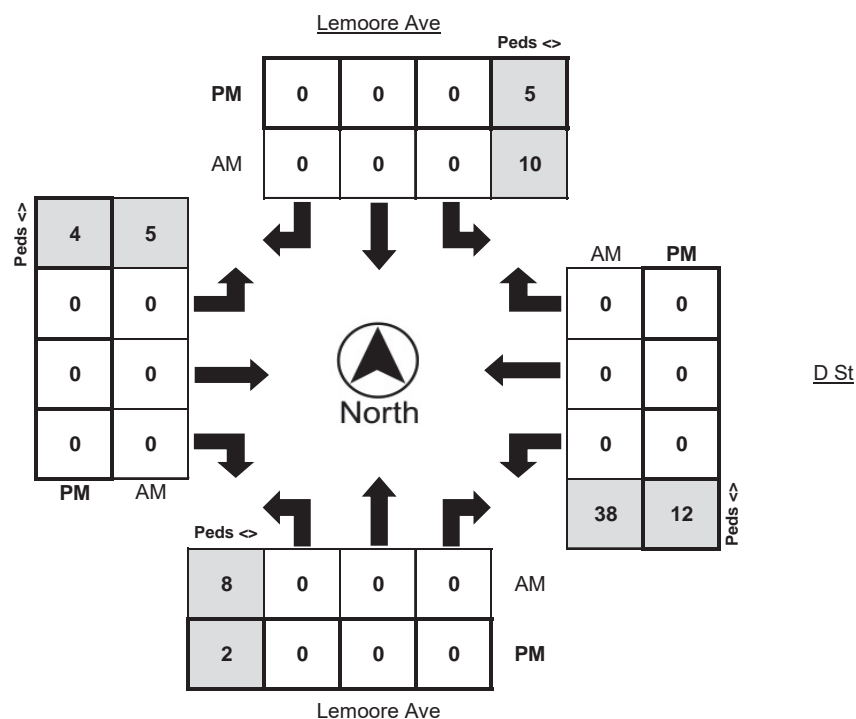 Lemoore Ave
Peds <>
PM 0 0 0 5
AM 0 0 0 10
Peds <>
4 5
AM PM
0 0
0 0
0 0
0 0
D St
North
0 0
0 0
PM AM
38 12
Peds <>
Peds <>
8 0 0 0 AM
2 0 0 0 PM
Lemoore Ave